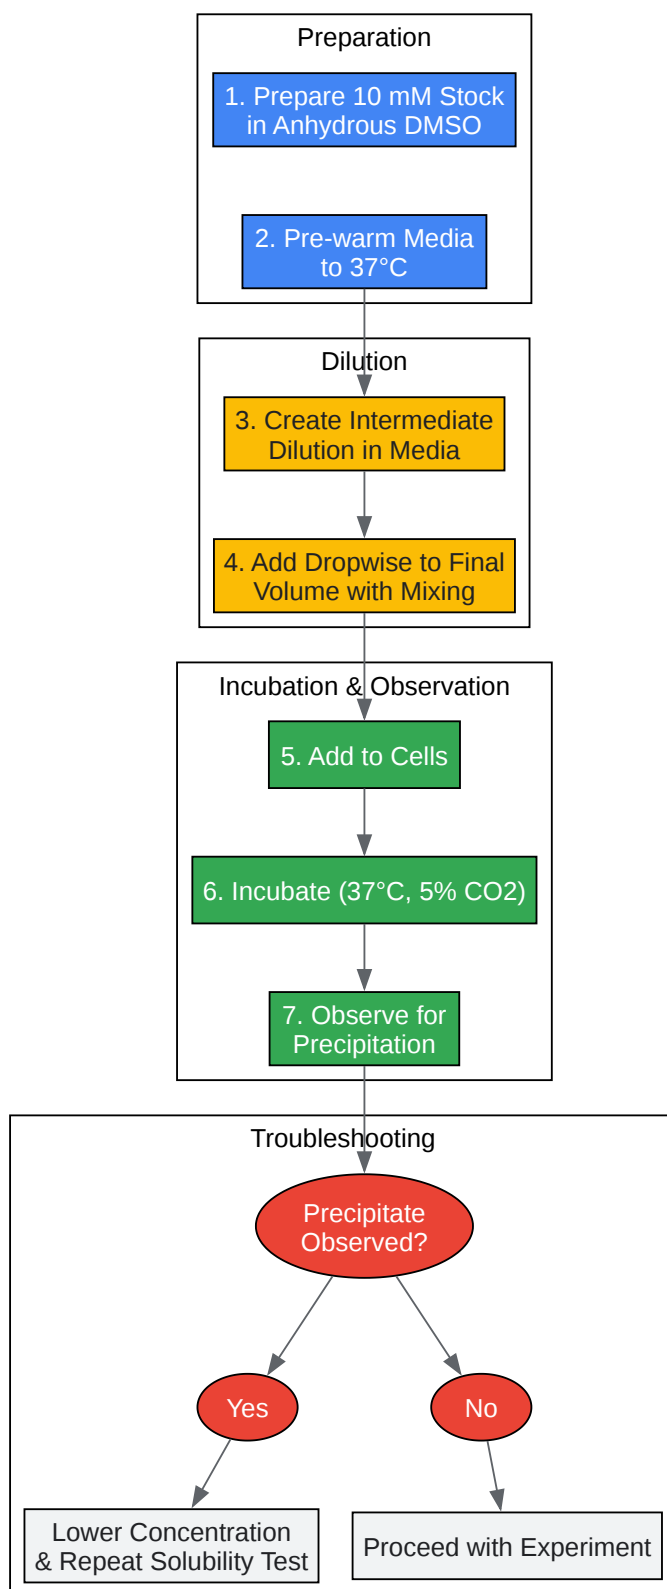 Preparation
1. Prepare 10 mM Stock
in Anhydrous DMSO
2. Pre-warm Media
to 37°C
Dilution
3. Create Intermediate
Dilution in Media
4. Add Dropwise to Final
Volume with Mixing
Incubation & Observation
5. Add to Cells
6. Incubate (37°C, 5% CO2)
7. Observe for
Precipitation
Troubleshooting
Precipitate
Observed?
Yes
No
Lower Concentration
& Repeat Solubility Test
Proceed with Experiment